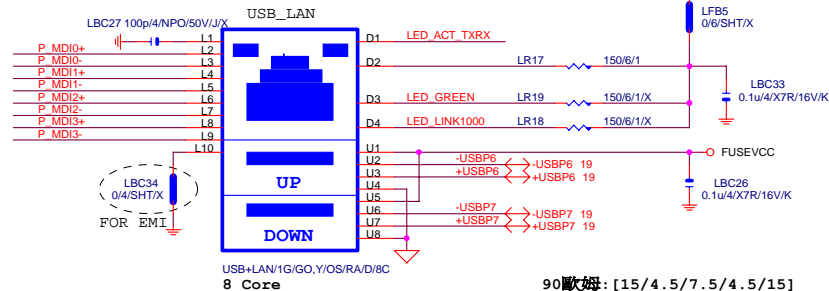 USB_LAN
LFB5
0/6/SHT/X
LBC27 100p/4/NPO/50V/J/X
L1
D1 LED_ACT_TXRX
P_MDI0+ L2
P_MDI0- L3
D2 LR17 150/6/1
P_MDI1+ L4
P_MDI1- L5
LBC33
0.1u/4/X7R/16V/K
P_MDI2+ L6
D3 LED_GREEN LR19 150/6/1/X
P_MDI2- L7
P_MDI3+ L8
D4 LED_LINK1000 LR18 150/6/1/X
P_MDI3- L9
L10
U1 FUSEVCC
U2 -USBP6 -USBP6 19
U3 +USBP6 +USBP6 19
UP
U4
U5
LBC34
0/4/SHT/X
LBC26
0.1u/4/X7R/16V/K
FOR EMI
U6 -USBP7 -USBP7 19
U7 +USBP7 +USBP7 19
DOWN
U8
USB+LAN/1G/GO,Y/OS/RA/D/8C
8 Core
90歐姆:[15/4.5/7.5/4.5/15]